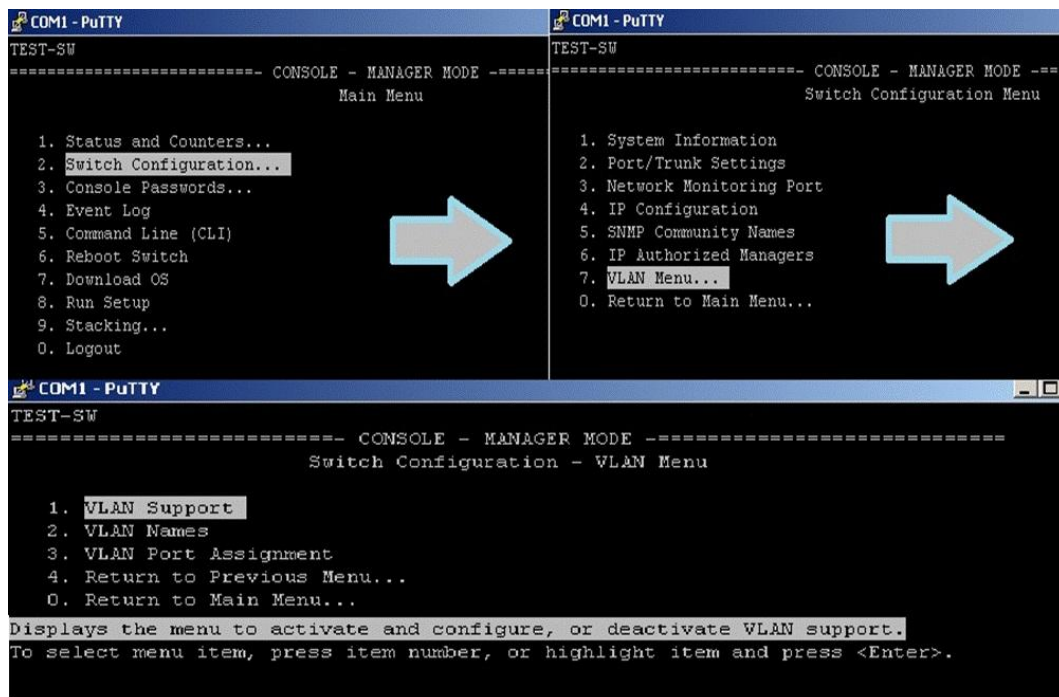 COM1 - PuTTY
TEST-SW
==========================- CONSOLE - MANAGER MODE -======
Main Menu
1. Status and Counters...
2. Switch Configuration...
3. Console Passwords...
4. Event Log
5. Command Line (CLI)
6. Reboot Switch
7. Download OS
8. Run Setup
9. Stacking...
0. Logout
COM1 - PuTTY
TEST-SW
==========================- CONSOLE - MANAGER MODE -==
Switch Configuration Menu
1. System Information
2. Port/Trunk Settings
3. Network Monitoring Port
4. IP Configuration
5. SNMP Community Names
6. IP Authorized Managers
7. VLAN Menu...
0. Return to Main Menu...
COM1 - PuTTY
TEST-SW
==========================- CONSOLE - MANAGER MODE -============================
Switch Configuration - VLAN Menu
1. VLAN Support
2. VLAN Names
3. VLAN Port Assignment
4. Return to Previous Menu...
0. Return to Main Menu...
Displays the menu to activate and configure, or deactivate VLAN support.
To select menu item, press item number, or highlight item and press <Enter>.